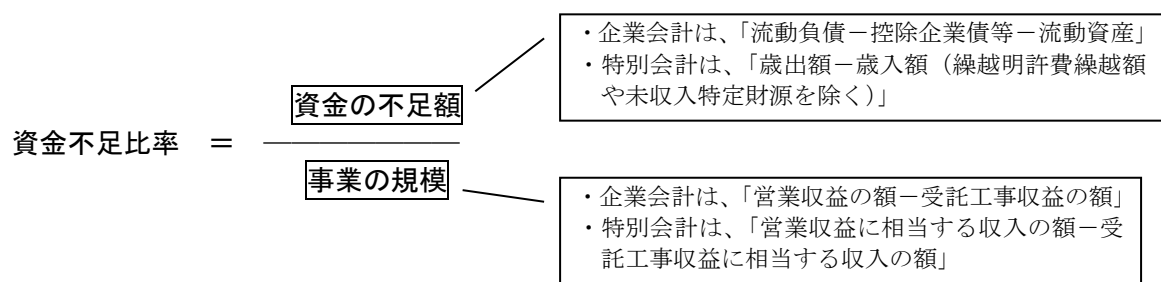 ・企業会計は、「流動負債－控除企業債等－流動資産」
・特別会計は、「歳出額－歳入額（繰越明許費繰越額
や未収入特定財源を除く）」
資金の不足額
資金不足比率　＝
事業の規模
・企業会計は、「営業収益の額－受託工事収益の額」
・特別会計は、「営業収益に相当する収入の額－受
託工事収益に相当する収入の額」